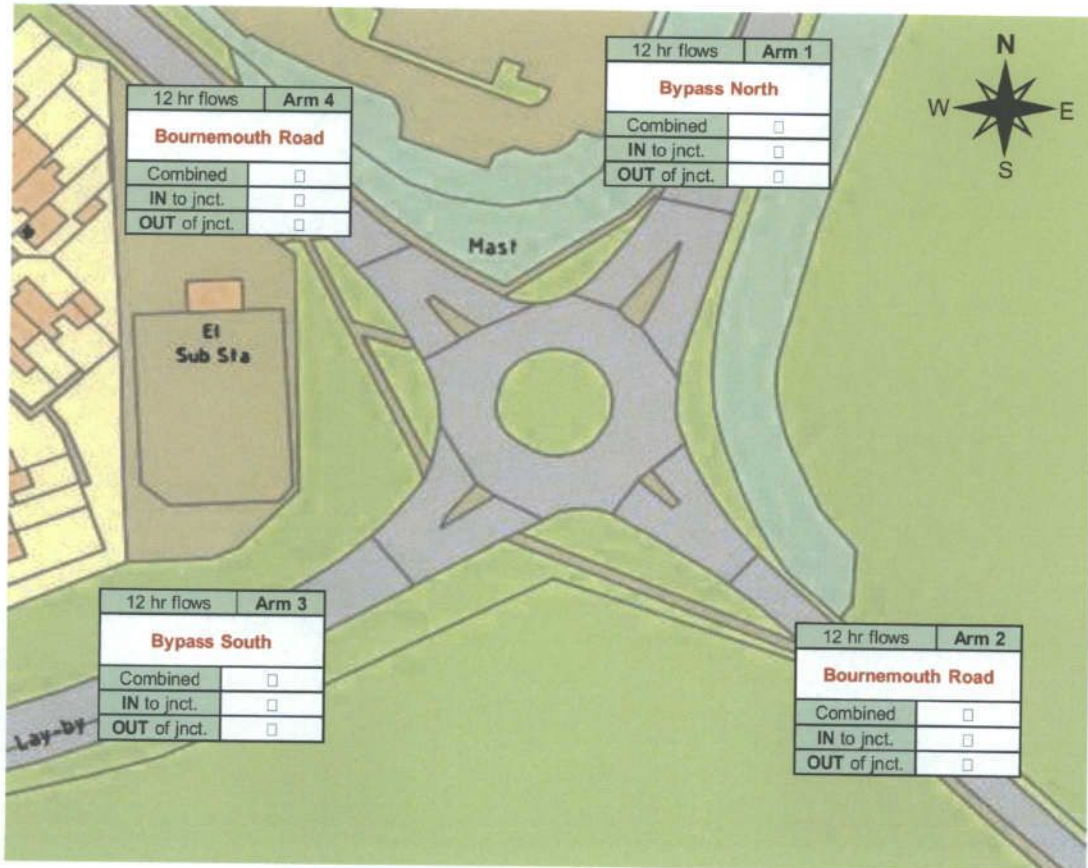 N
W E
S
12 hr flows Arm 1
Bypass North
Combined
IN to jnct.
OUT of jnct.
12 hr flows Arm 4
Bournemouth Road
Combined
IN to jnct.
OUT of jnct.
Mast
El
Sub Sta
12 hr flows Arm 3
Bypass South
Combined
IN to jnct.
OUT of jnct.
Lay-by
12 hr flows Arm 2
Bournemouth Road
Combined
IN to jnct.
OUT of jnct.